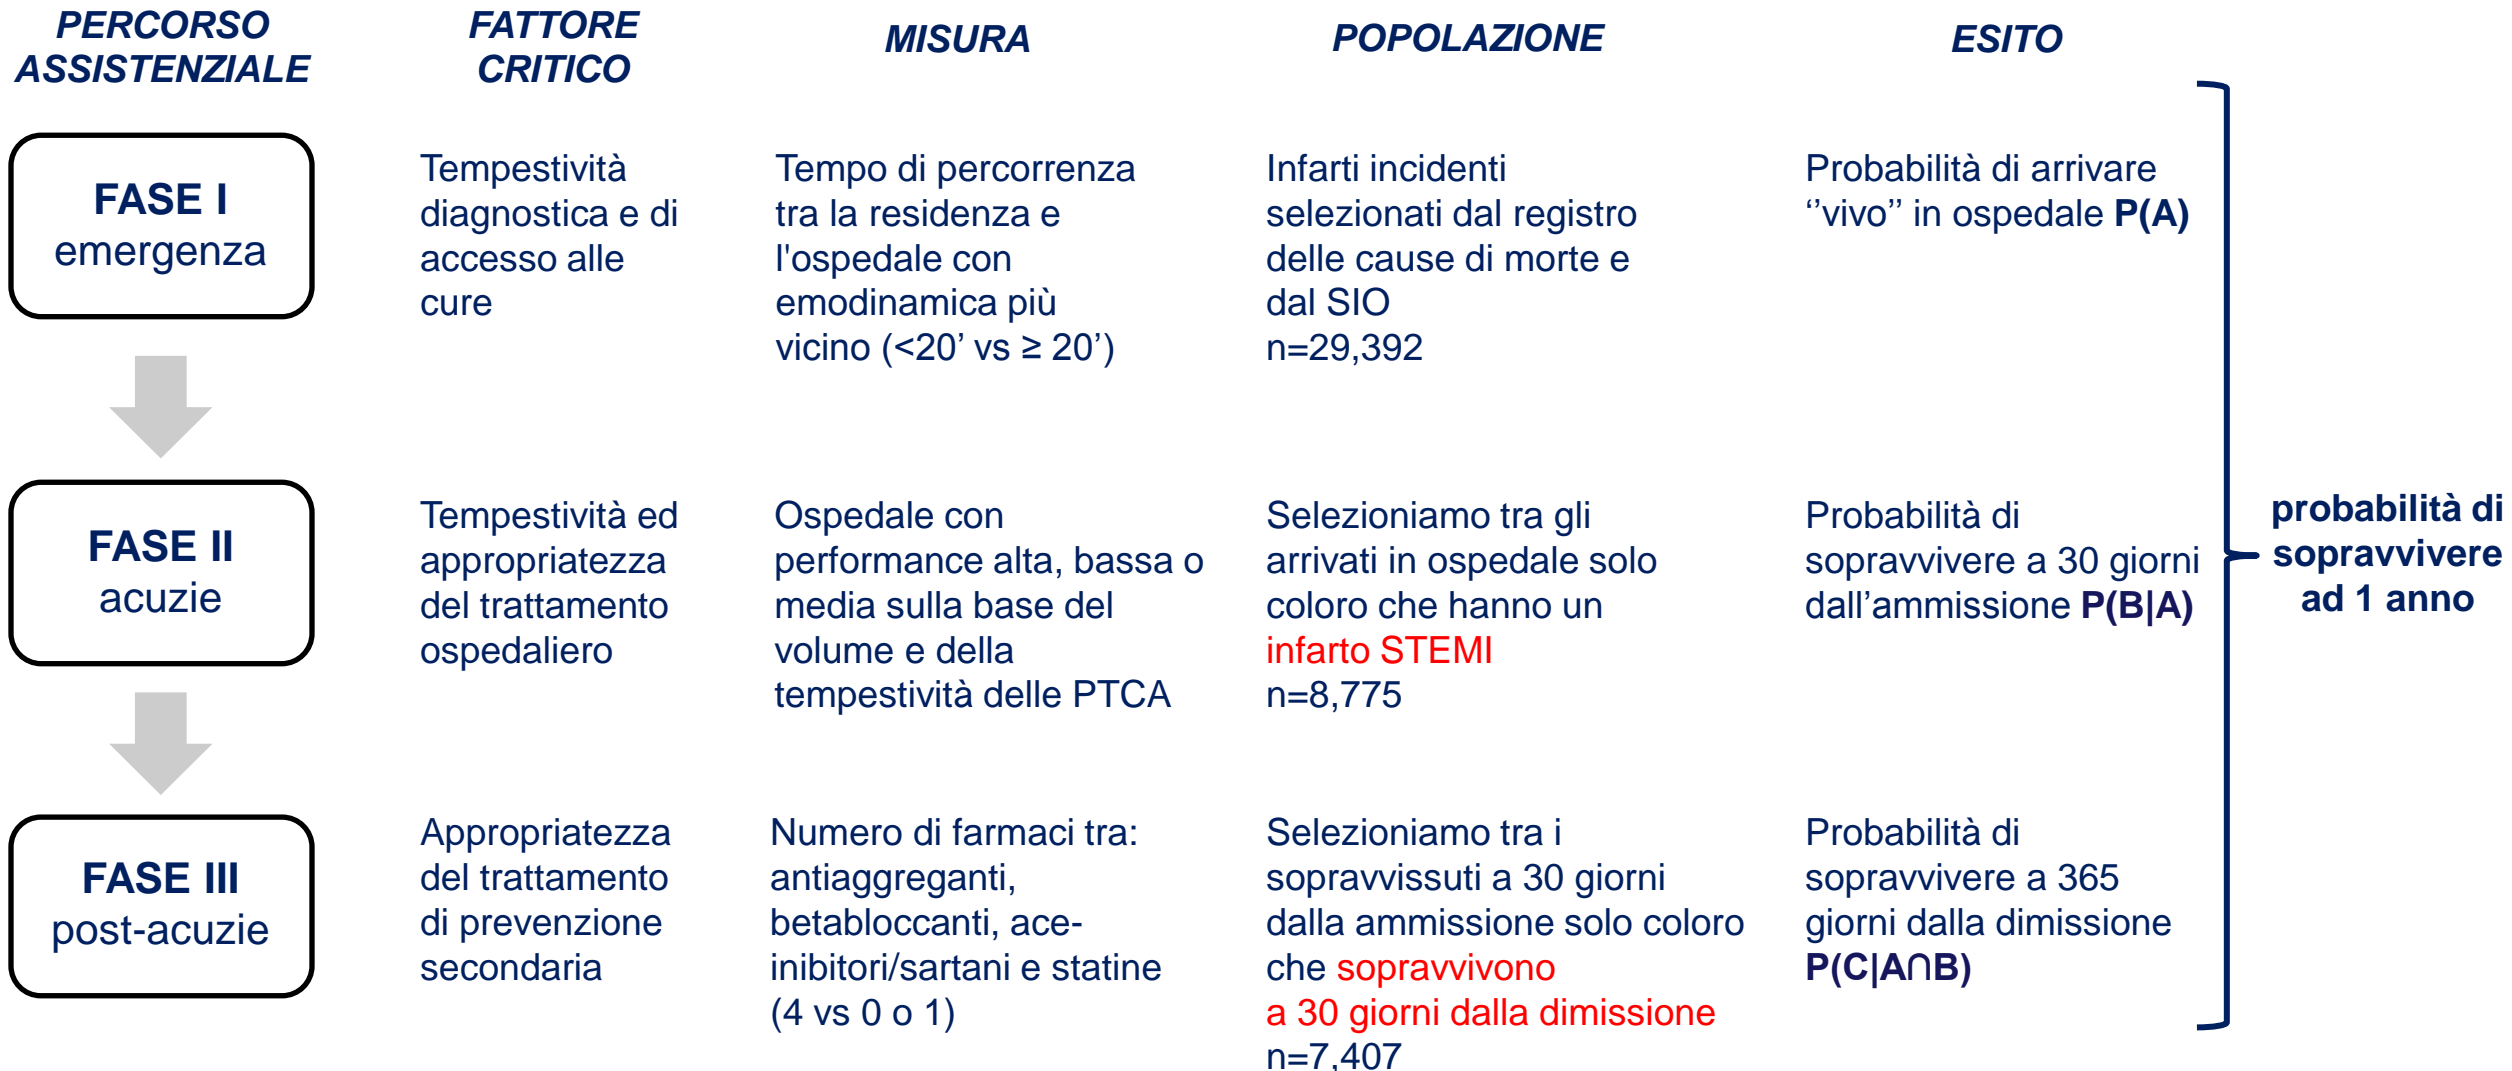 PERCORSO
ASSISTENZIALE
FATTORE
CRITICO
MISURA
POPOLAZIONE
ESITO
FASE I
emergenza
Tempestività
diagnostica e di
accesso alle
cure
Tempo di percorrenza
tra la residenza e
l'ospedale con
emodinamica più
vicino (<20’ vs ≥ 20’)
Infarti incidenti
selezionati dal registro
delle cause di morte e
dal SIO
n=29,392
Probabilità di arrivare
‘’vivo’’ in ospedale P(A)
FASE II
acuzie
Tempestività ed
appropriatezza
del trattamento
ospedaliero
Ospedale con
performance alta, bassa o
media sulla base del
volume e della
tempestività delle PTCA
Selezioniamo tra gli
arrivati in ospedale solo
coloro che hanno un
infarto STEMI
n=8,775
Probabilità di
sopravvivere a 30 giorni
dall’ammissione P(B|A)
probabilità di
sopravvivere
ad 1 anno
FASE III
post-acuzie
Appropriatezza
del trattamento
di prevenzione
secondaria
Numero di farmaci tra:
antiaggreganti,
betabloccanti, ace-
inibitori/sartani e statine
(4 vs 0 o 1)
Selezioniamo tra i
sopravvissuti a 30 giorni
dalla ammissione solo coloro
che sopravvivono
a 30 giorni dalla dimissione
n=7,407
Probabilità di
sopravvivere a 365
giorni dalla dimissione
P(C|A∩B)